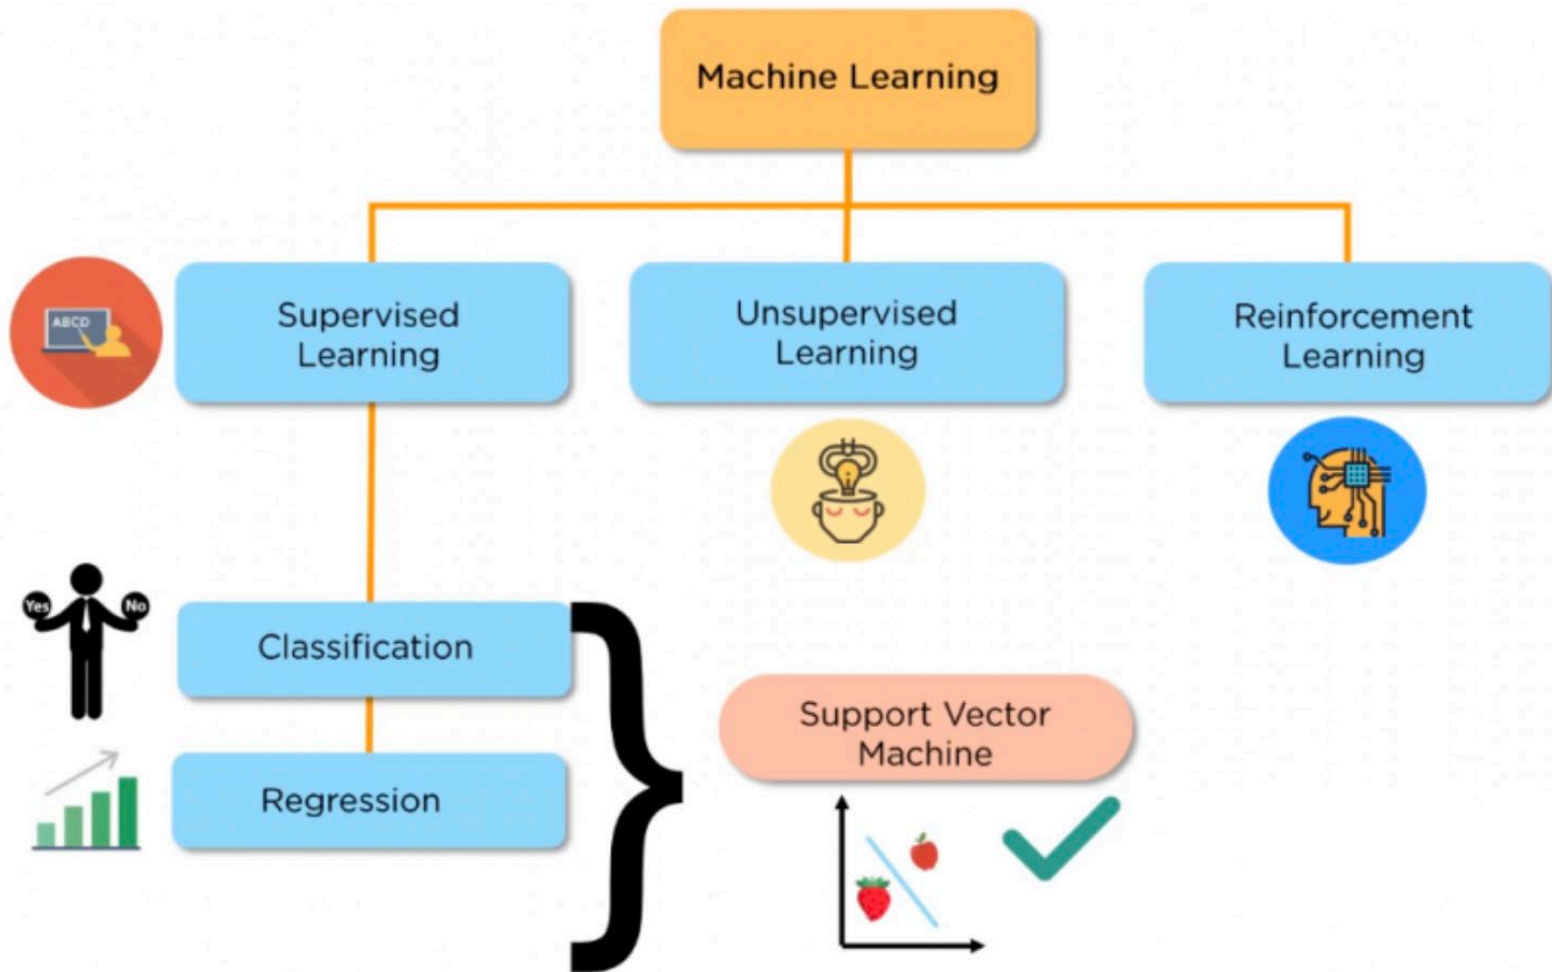 Machine Learning
Supervised
Learning
Unsupervised
Learning
Reinforcement
Learning
ABCD
Yes
No
Classification
Regression
Support Vector
Machine